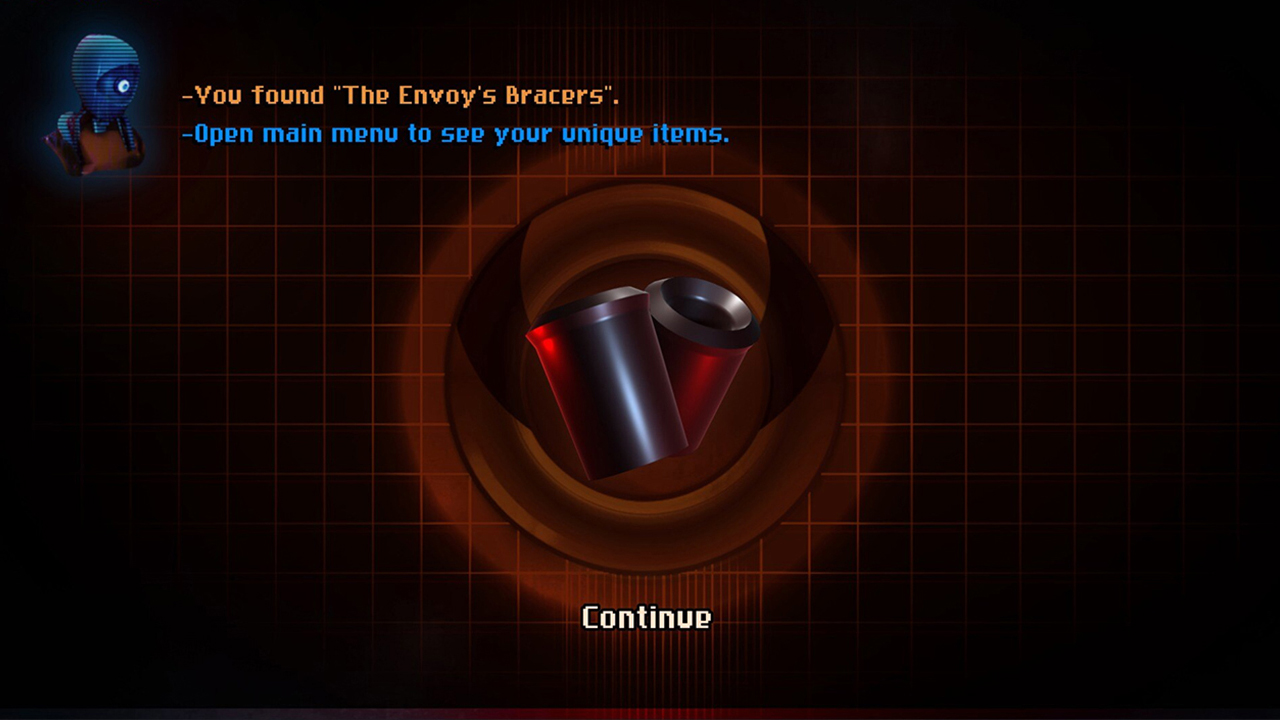 -You found "The Envoy's Bracers".
-Open main menu to see your unique items.
Continue